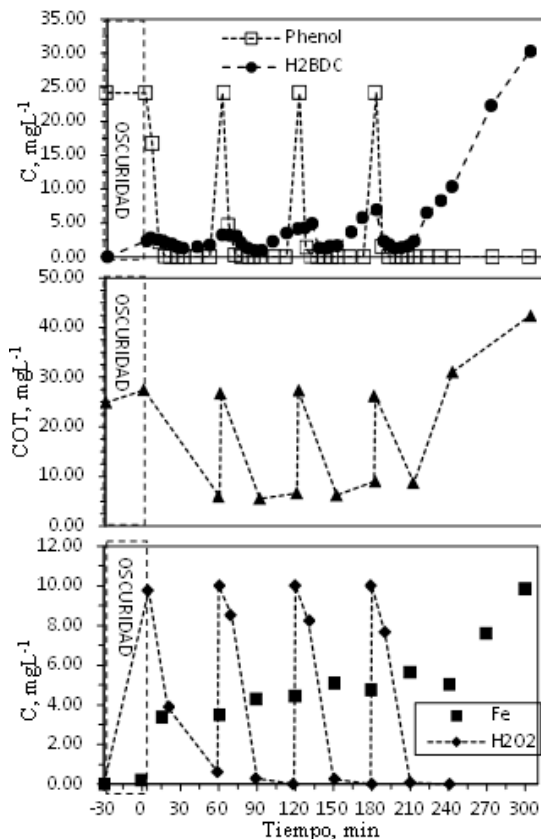 35.00
30.00
25.00
20.00
15.00
10.00
5.00
0.00
C, mgL-1
Phenol
H2BDC
OSCURIDAD
50.00
40.00
30.00
20.00
10.00
0.00
COT, mgL-1
OSCURIDAD
12.00
10.00
8.00
6.00
4.00
2.00
0.00
C, mgL-1
OSCURIDAD
Fe
H2O2
-30 0 30 60 90 120 150 180 210 240 270 300
Tiempo, min